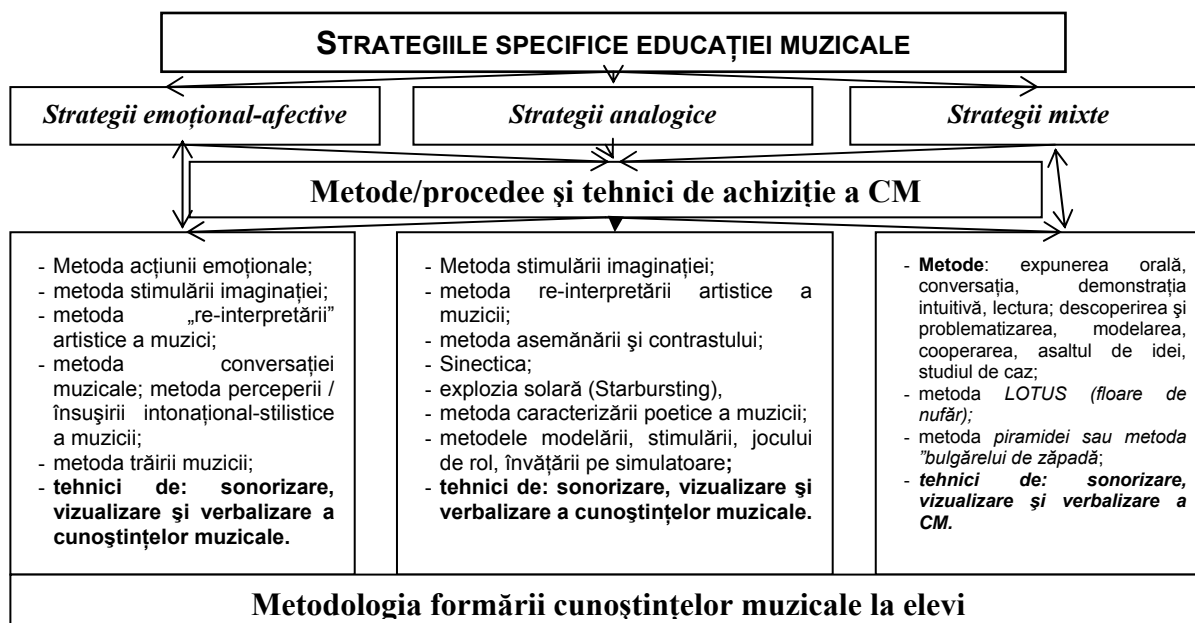 STRATEGIILE SPECIFICE EDUCAȚIEI MUZICALE
Strategii emoțional-afective
Strategii analogice
Strategii mixte
Metode/procedee şi tehnici de achiziție a CM
- Metoda acțiunii emoționale;
- metoda stimulării imaginației;
- metoda „re-interpretării”
artistice a muzici;
- metoda conversației
muzicale; metoda perceperii /
însuşirii intonațional-stilistice
a muzicii;
- metoda trăirii muzicii;
- tehnici de: sonorizare,
vizualizare şi verbalizare a
cunoştințelor muzicale.
- Metoda stimulării imaginației;
- metoda re-interpretării artistice a
muzicii;
- metoda asemănării şi contrastului;
- Sinectica;
- explozia solară (Starbursting),
- metoda caracterizării poetice a muzicii;
- metodele modelării, stimulării, jocului
de rol, învățării pe simulatoare;
- tehnici de: sonorizare, vizualizare şi
verbalizare a cunoştințelor muzicale.
- Metode: expunerea orală,
conversația, demonstrația
intuitivă, lectura; descoperirea şi
problematizarea, modelarea,
cooperarea, asaltul de idei,
studiul de caz;
- metoda LOTUS (floare de
nufăr);
- metoda piramidei sau metoda
”bulgărelui de zăpadă;
- tehnici de: sonorizare,
vizualizare şi verbalizare a
CM.
Metodologia formării cunoştințelor muzicale la elevi